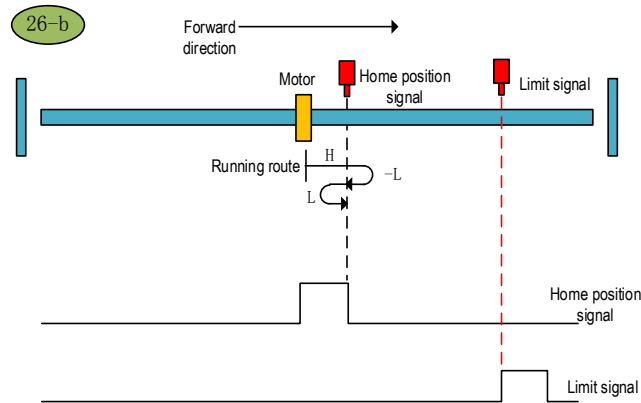 26-b
Forward
direction
Motor
Home position
signal
Limit signal
Running route
H
-L
L
Home position
signal
Limit signal